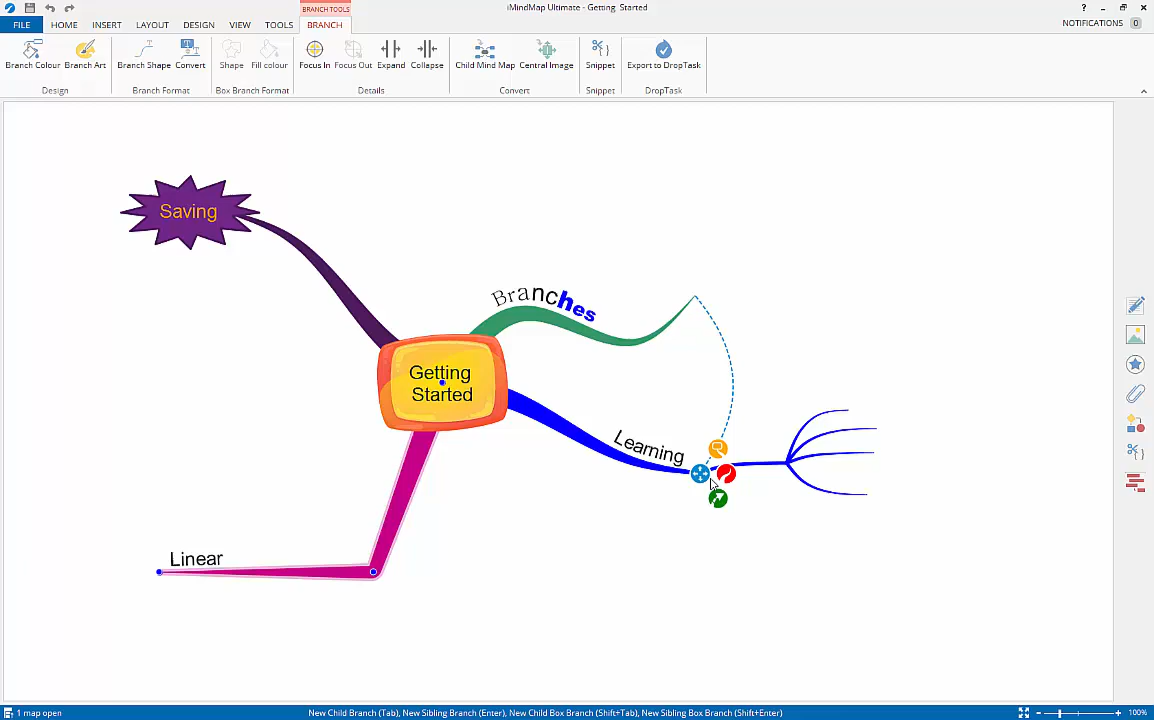 iMindMap Ultimate - Getting Started
BRANCH TOOLS
FILE HOME INSERT LAYOUT DESIGN VIEW TOOLS BRANCH
NOTIFICATIONS 0
Branch Colour Branch Art Branch Shape Convert Shape Fill colour Focus In Focus Out Expand Collapse Child Mind Map Central Image Snippet Export to DropTask
Design Branch Format Box Branch Format Details Convert Snippet DropTask
Saving
Branches
Getting
Started
Learning
Linear
1 map open
New Child Branch (Tab), New Sibling Branch (Enter), New Child Box Branch (Shift+Tab), New Sibling Box Branch (Shift+Enter)
100%